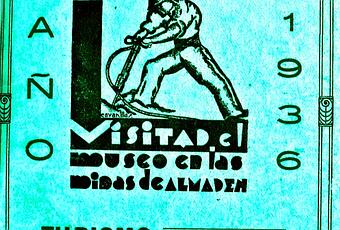 AÑO
1936
Visitad el
museo en las
minas de ALMADEN
TURISMO